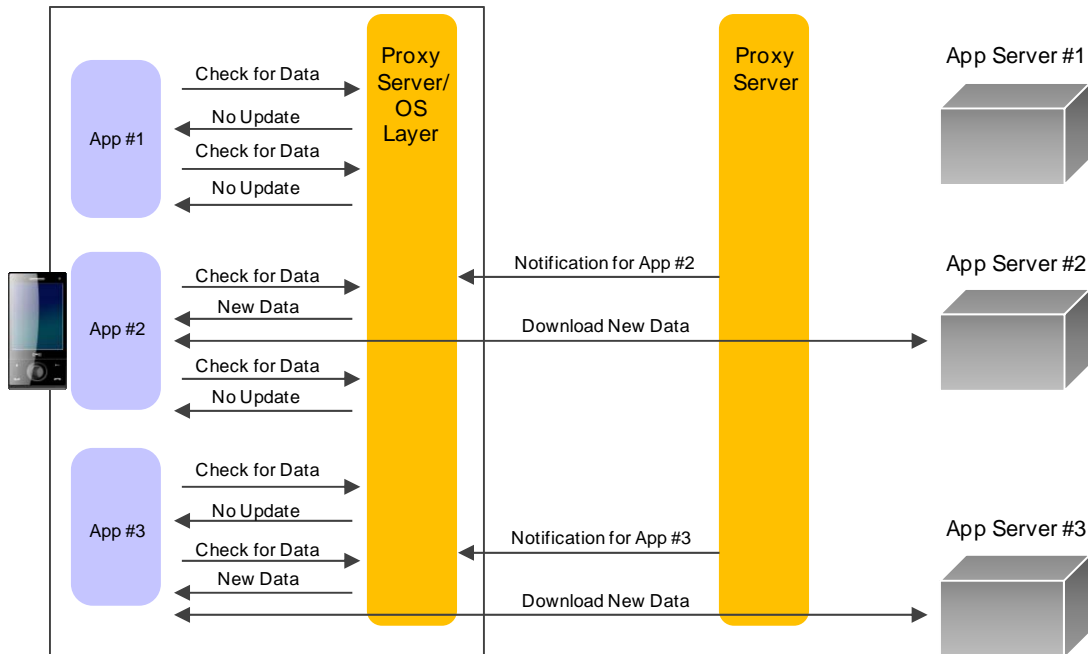 Proxy
Server/
OS
Layer
Proxy
Server
App Server #1
Check for Data
No Update
App #1
Check for Data
No Update
Notification for App #2
App Server #2
Check for Data
New Data
App #2
Download New Data
Check for Data
No Update
Check for Data
No Update
App #3
Notification for App #3
App Server #3
Check for Data
New Data
Download New Data